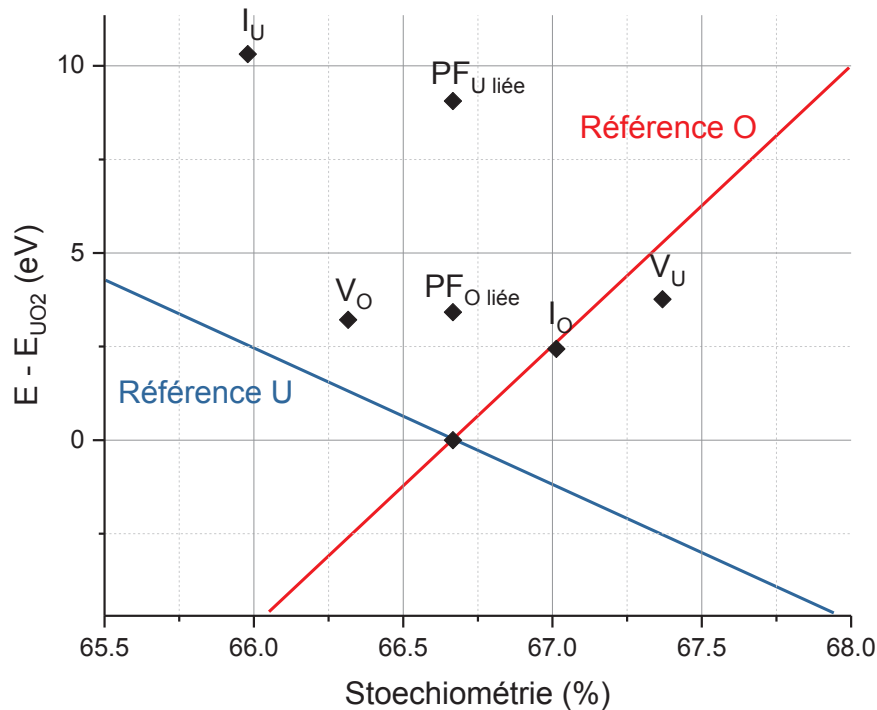 I_U
10
PF_U liée
Référence O
5
V_U
V_O
PF_O liée
I_O
Référence U
0
E - E_UO2 (eV)
65.5 66.0 66.5 67.0 67.5 68.0
Stoechiométrie (%)